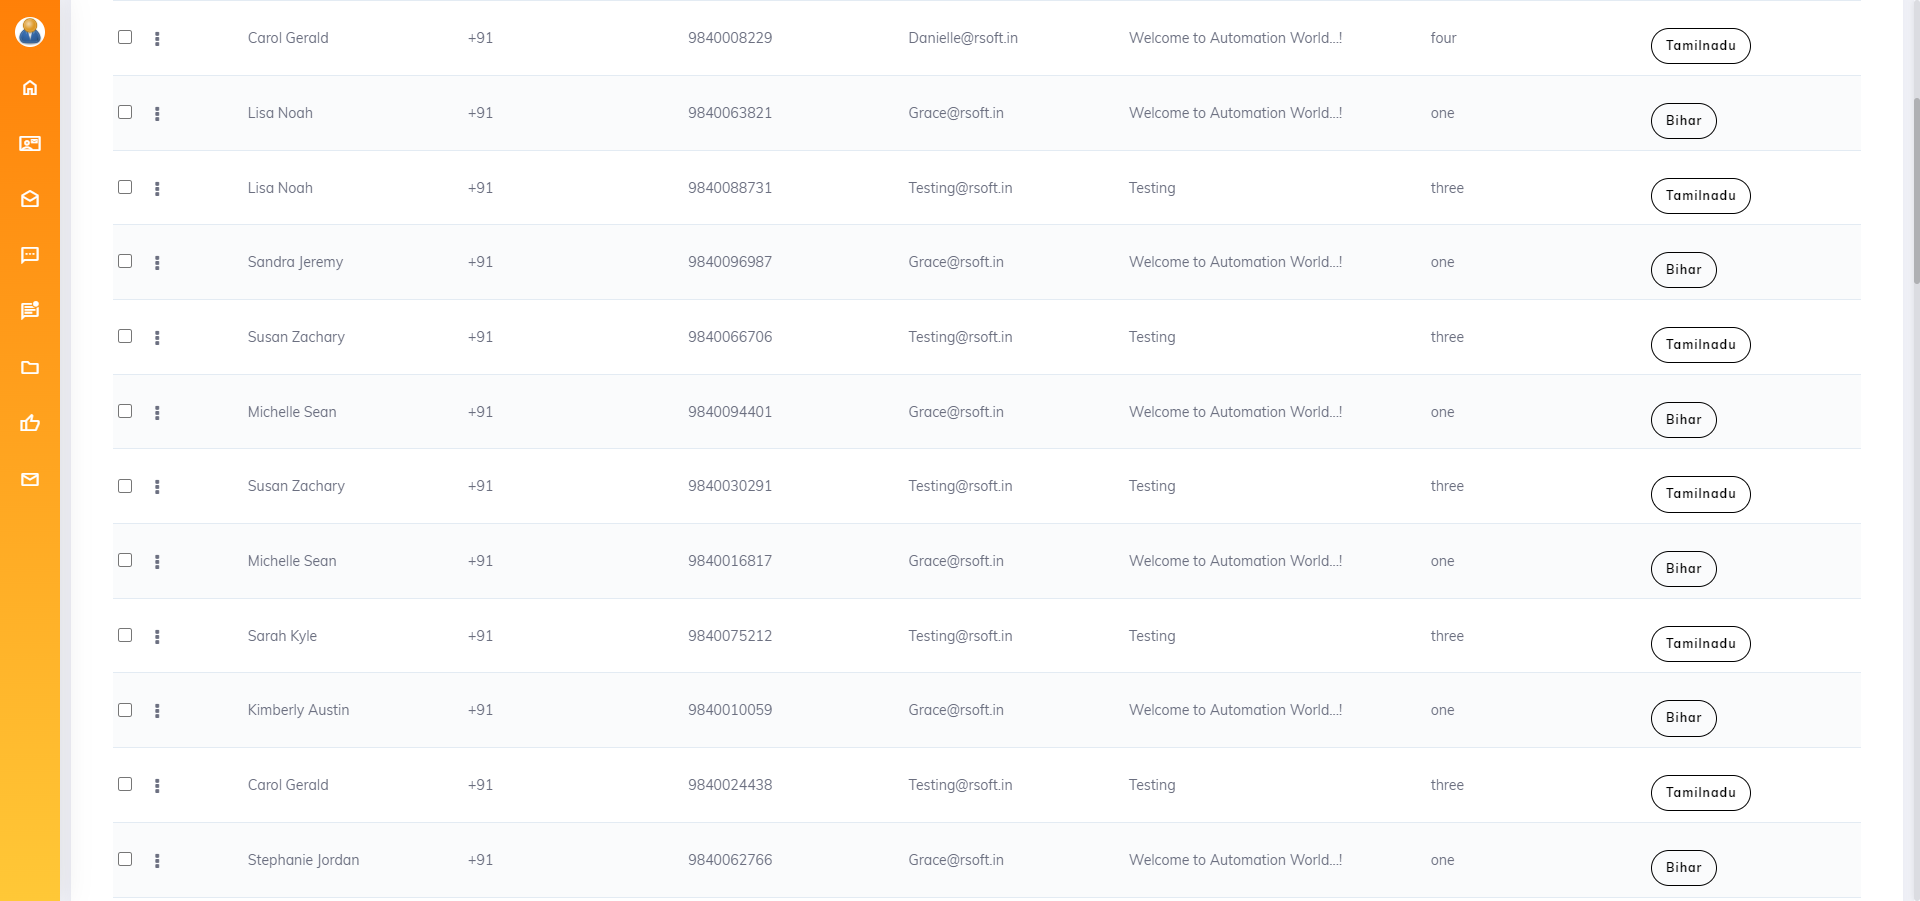 Carol Gerald +91 9840008229 Danielle@rsoft.in Welcome to Automation World...! four Tamilnadu
Lisa Noah +91 9840063821 Grace@rsoft.in Welcome to Automation World...! one Bihar
Lisa Noah +91 9840088731 Testing@rsoft.in Testing three Tamilnadu
Sandra Jeremy +91 9840096987 Grace@rsoft.in Welcome to Automation World...! one Bihar
Susan Zachary +91 9840066706 Testing@rsoft.in Testing three Tamilnadu
Michelle Sean +91 9840094401 Grace@rsoft.in Welcome to Automation World...! one Bihar
Susan Zachary +91 9840030291 Testing@rsoft.in Testing three Tamilnadu
Michelle Sean +91 9840016817 Grace@rsoft.in Welcome to Automation World...! one Bihar
Sarah Kyle +91 9840075212 Testing@rsoft.in Testing three Tamilnadu
Kimberly Austin +91 9840010059 Grace@rsoft.in Welcome to Automation World...! one Bihar
Carol Gerald +91 9840024438 Testing@rsoft.in Testing three Tamilnadu
Stephanie Jordan +91 9840062766 Grace@rsoft.in Welcome to Automation World...! one Bihar